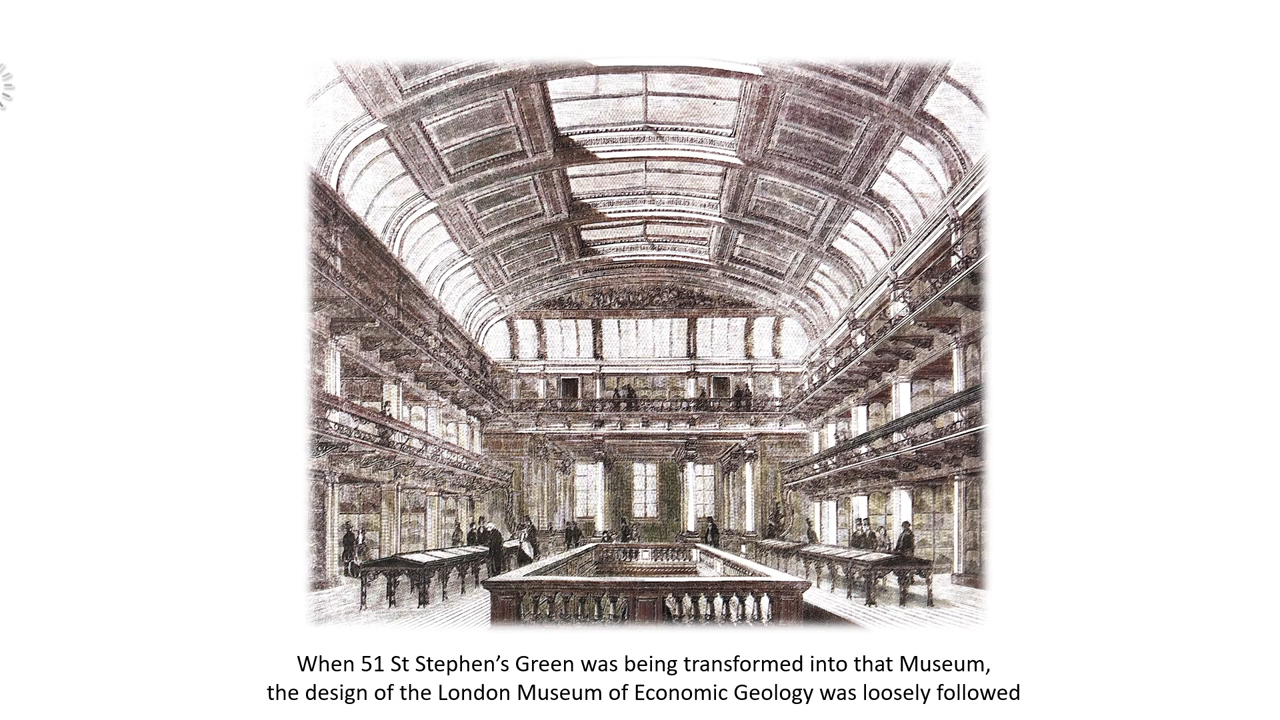 When 51 St Stephen’s Green was being transformed into that Museum,
the design of the London Museum of Economic Geology was loosely followed